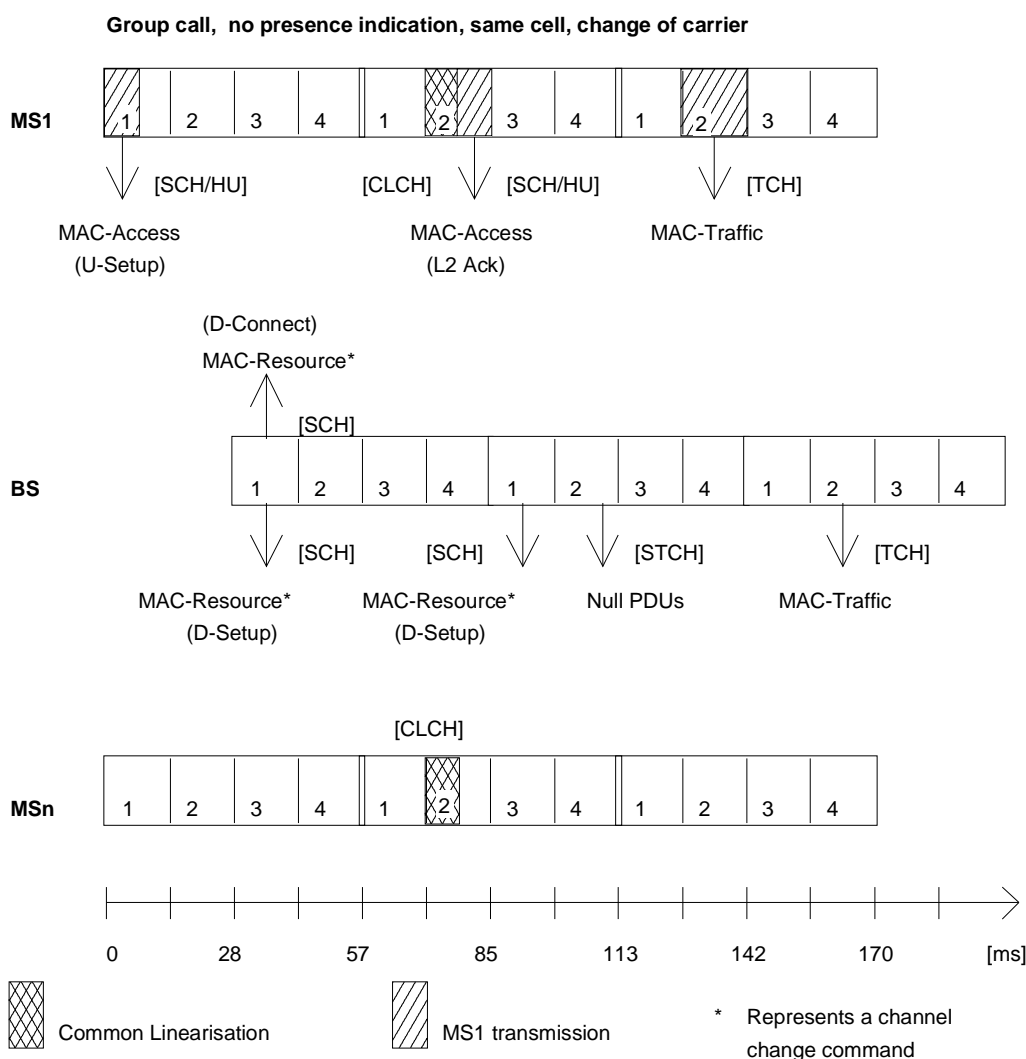 Group call, no presence indication, same cell, change of carrier
MS1
1 2 3 4 1 2 3 4 1 2 3 4
[SCH/HU] [CLCH] [SCH/HU] [TCH]
MAC-Access MAC-Access MAC-Traffic
(U-Setup) (L2 Ack)
(D-Connect)
MAC-Resource*
[SCH]
BS
1 2 3 4 1 2 3 4 1 2 3 4
[SCH] [SCH] [STCH] [TCH]
MAC-Resource* MAC-Resource* Null PDUs MAC-Traffic
(D-Setup) (D-Setup)
[CLCH]
MSn
1 2 3 4 1 2 3 4 1 2 3 4
0 28 57 85 113 142 170 [ms]
Common Linearisation MS1 transmission * Represents a channel
change command